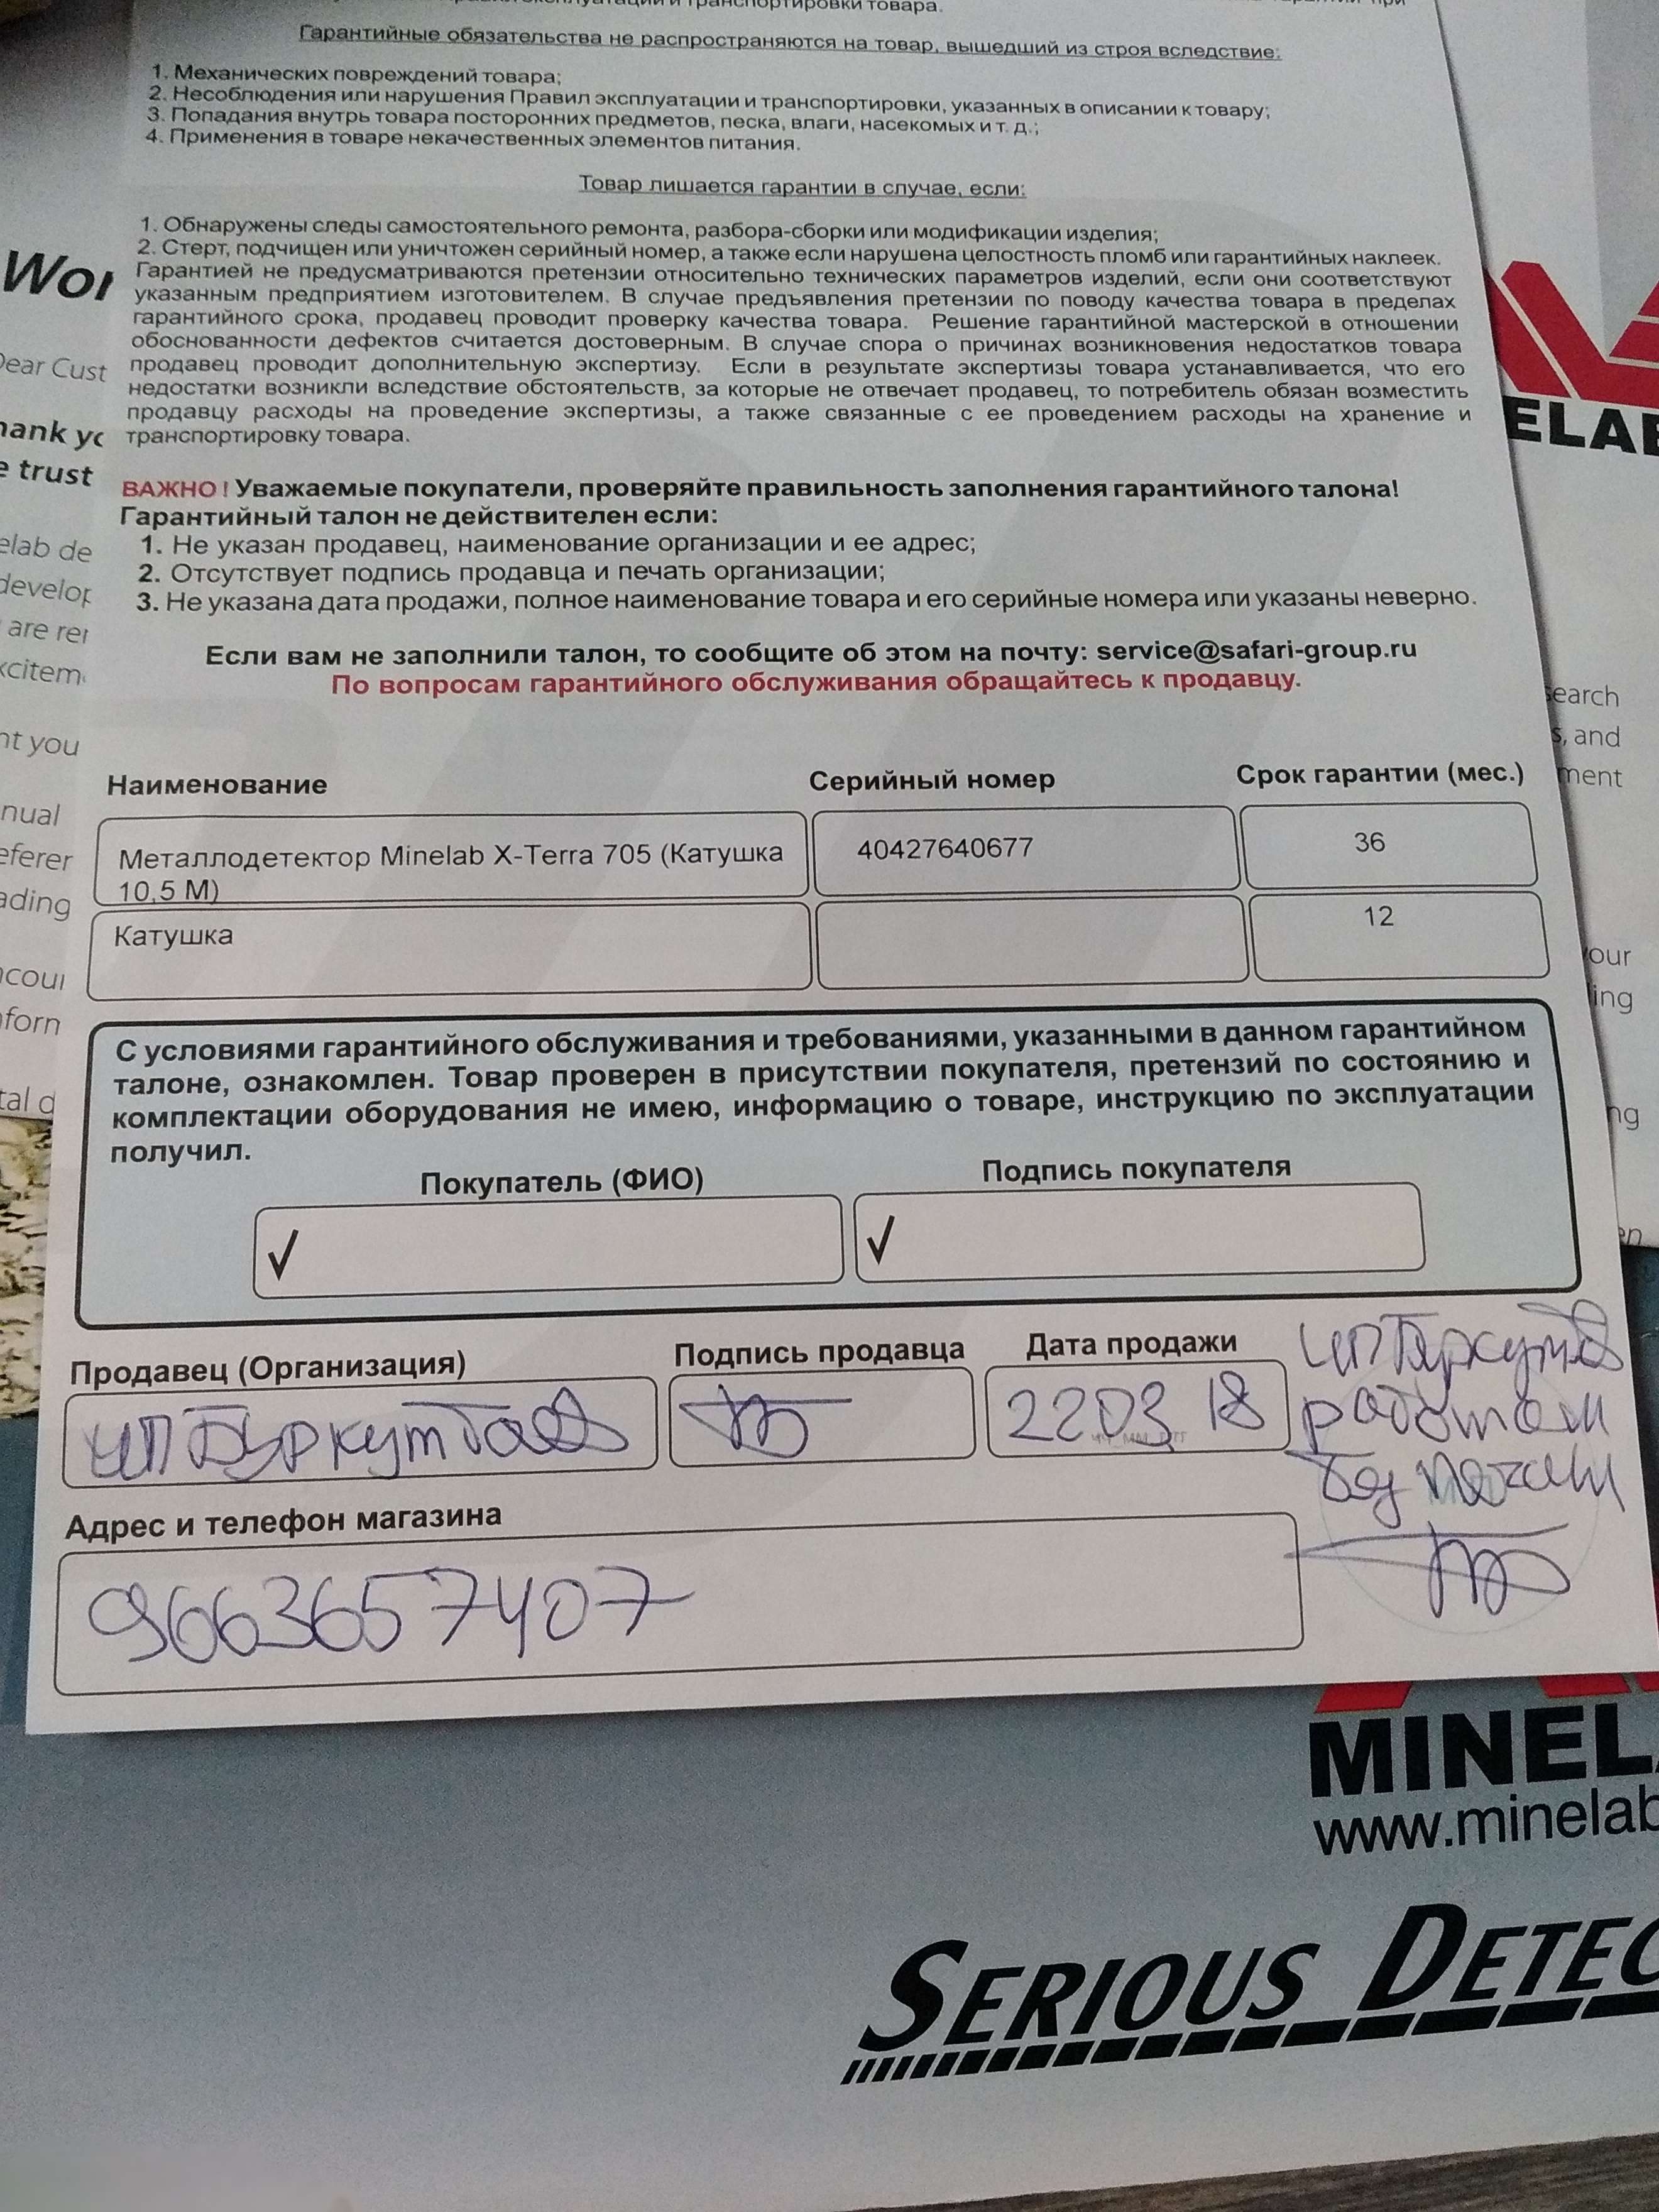 транспортировки товара.
Гарантийные обязательства не распространяются на товар, вышедший из строя вследствие:
1. Механических повреждений товара;
2. Несоблюдения или нарушения Правил эксплуатации и транспортировки, указанных в описании к товару;
3. Попадания внутрь товара посторонних предметов, песка, влаги, насекомых и т. д.;
4. Применения в товаре некачественных элементов питания.
Товар лишается гарантии в случае, если:
1. Обнаружены следы самостоятельного ремонта, разбора-сборки или модификации изделия;
2. Стерт, подчищен или уничтожен серийный номер, а также если нарушена целостность пломб или гарантийных наклеек.
Гарантией не предусматриваются претензии относительно технических параметров изделий, если они соответствуют
указанным предприятием изготовителем. В случае предъявления претензии по поводу качества товара в пределах
гарантийного срока, продавец проводит проверку качества товара. Решение гарантийной мастерской в отношении
обоснованности дефектов считается достоверным. В случае спора о причинах возникновения недостатков товара
продавец проводит дополнительную экспертизу. Если в результате экспертизы товара устанавливается, что его
недостатки возникли вследствие обстоятельств, за которые не отвечает продавец, то потребитель обязан возместить
продавцу расходы на проведение экспертизы, а также связанные с ее проведением расходы на хранение и
транспортировку товара.
ВАЖНО ! Уважаемые покупатели, проверяйте правильность заполнения гарантийного талона!
Гарантийный талон не действителен если:
1. Не указан продавец, наименование организации и ее адрес;
2. Отсутствует подпись продавца и печать организации;
3. Не указана дата продажи, полное наименование товара и его серийные номера или указаны неверно.
Если вам не заполнили талон, то сообщите об этом на почту: service@safari-group.ru
По вопросам гарантийного обслуживания обращайтесь к продавцу.
Наименование Серийный номер Срок гарантии (мес.)
Металлодетектор Minelab X-Terra 705 (Катушка 10,5 М) 40427640677 36
Катушка 12
С условиями гарантийного обслуживания и требованиями, указанными в данном гарантийном
талоне, ознакомлен. Товар проверен в присутствии покупателя, претензий по состоянию и
комплектации оборудования не имею, информацию о товаре, инструкцию по эксплуатации
получил.
Покупатель (ФИО) Подпись покупателя
Продавец (Организация) Подпись продавца Дата продажи
ИП Буркутбаев 22 03 18
ИП Буркутбаев
работаем
без печати
Адрес и телефон магазина
9663657407
Dear Cust
e trust
are
nt you
search
, and
MINELA
www.minelab
SERIOUS DETEC